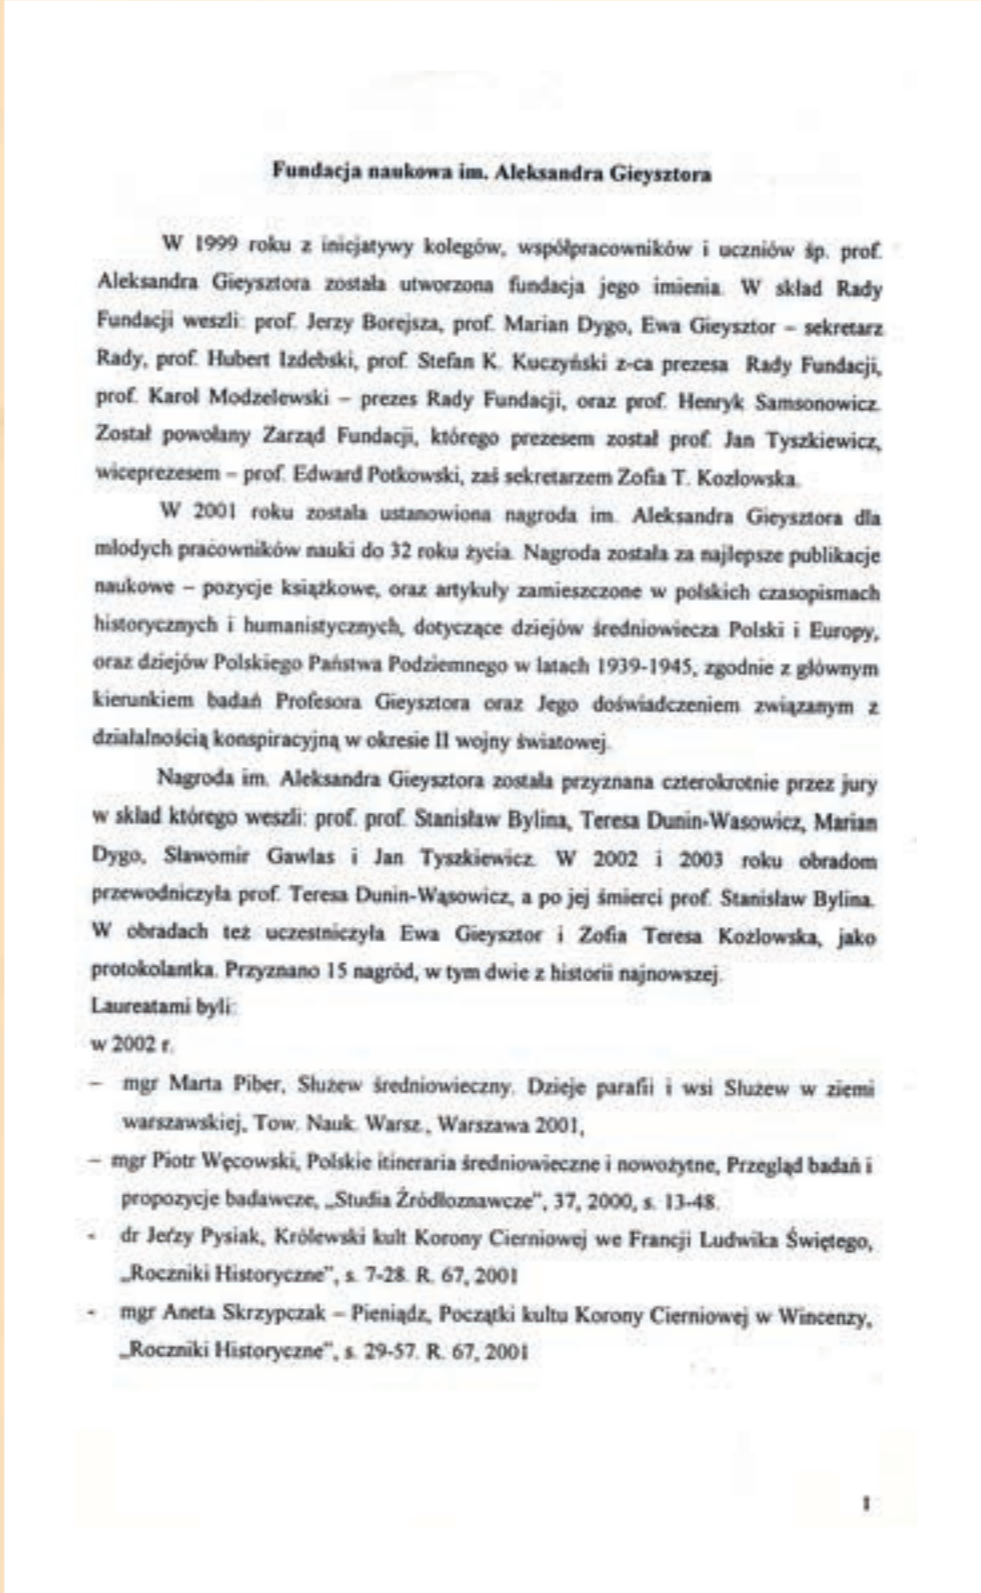 Fundacja naukowa im. Aleksandra Gieysztora
W 1999 roku z inicjatywy kolegów, współpracowników i uczniów śp. prof.
Aleksandra Gieysztora została utworzona fundacja jego imienia. W skład Rady
Fundacji weszli: prof. Jerzy Borejsza, prof. Marian Dygo, Ewa Gieysztor – sekretarz
Rady, prof. Hubert Izdebski, prof. Stefan K. Kuczyński z-ca prezesa Rady Fundacji,
prof. Karol Modzelewski – prezes Rady Fundacji, oraz prof. Henryk Samsonowicz.
Został powołany Zarząd Fundacji, którego prezesem został prof. Jan Tyszkiewicz,
wiceprezesem – prof. Edward Potkowski, zaś sekretarzem Zofia T. Kozłowska.
W 2001 roku została ustanowiona nagroda im. Aleksandra Gieysztora dla
młodych pracowników nauki do 32 roku życia. Nagroda została za najlepsze publikacje
naukowe – pozycje książkowe, oraz artykuły zamieszczone w polskich czasopismach
historycznych i humanistycznych, dotyczące dziejów średniowiecza Polski i Europy,
oraz dziejów Polskiego Państwa Podziemnego w latach 1939-1945, zgodnie z głównym
kierunkiem badań Profesora Gieysztora oraz Jego doświadczeniem związanym z
działalnością konspiracyjną w okresie II wojny światowej.
Nagroda im. Aleksandra Gieysztora została przyznana czterokrotnie przez jury
w skład którego weszli: prof. prof. Stanisław Bylina, Teresa Dunin-Wasowicz, Marian
Dygo, Sławomir Gawlas i Jan Tyszkiewicz. W 2002 i 2003 roku obradom
przewodniczyła prof. Teresa Dunin-Wąsowicz, a po jej śmierci prof. Stanisław Bylina.
W obradach też uczestniczyła Ewa Gieysztor i Zofia Teresa Kozłowska, jako
protokolantka. Przyznano 15 nagród, w tym dwie z historii najnowszej.
Laureatami byli:
w 2002 r.
– mgr Marta Piber, Służew średniowieczny. Dzieje parafii i wsi Służew w ziemi
warszawskiej, Tow. Nauk. Warsz., Warszawa 2001,
– mgr Piotr Węcowski, Polskie itineraria średniowieczne i nowożytne, Przegląd badań i
propozycje badawcze, „Studia Źródłoznawcze”, 37, 2000, s. 13-48.
- dr Jerzy Pysiak, Królewski kult Korony Cierniowej we Francji Ludwika Świętego,
„Roczniki Historyczne”, s. 7-28. R. 67, 2001
- mgr Aneta Skrzypczak – Pieniądz, Początki kultu Korony Cierniowej w Wincenzy,
„Roczniki Historyczne”, s. 29-57. R. 67, 2001
1